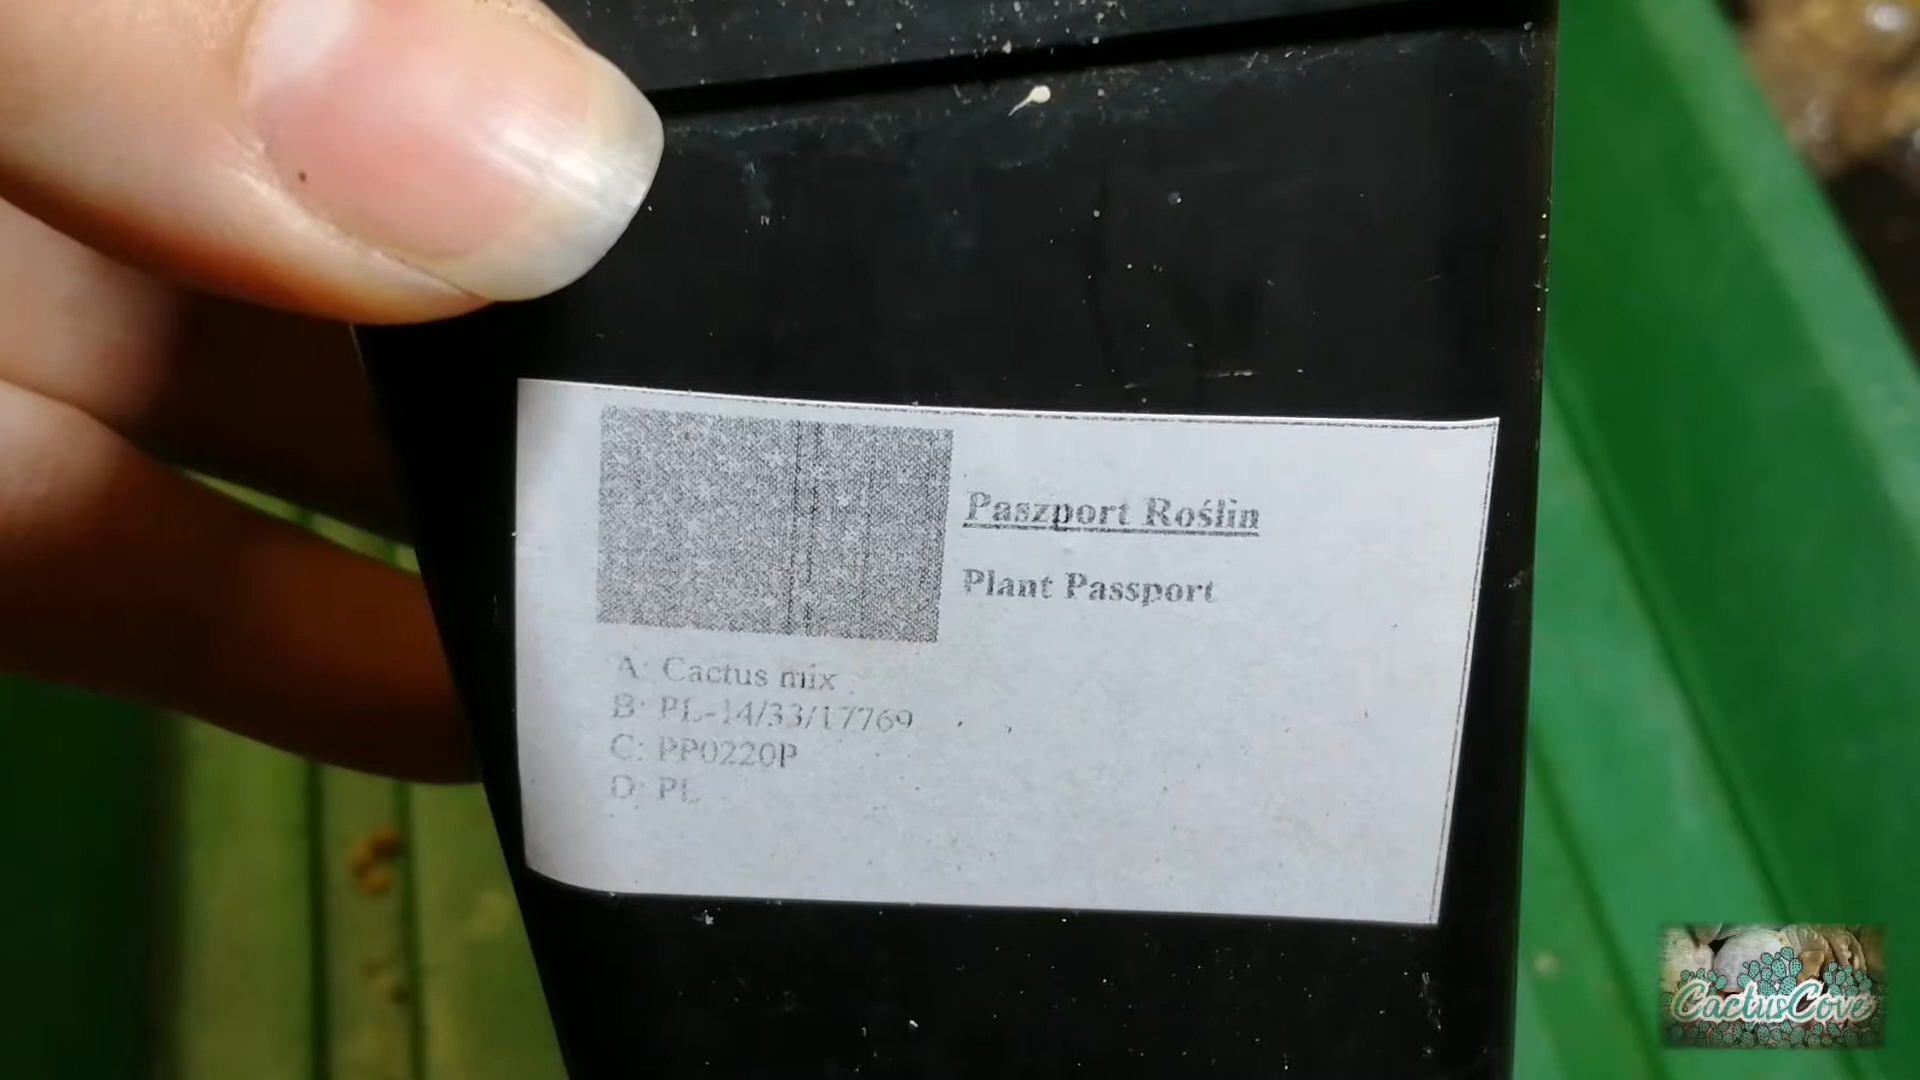 Paszport Roślin
Plant Passport
A: Cactus mix
B: PL-14/33/17769
C: PP0220P
D: PL
CactusCove